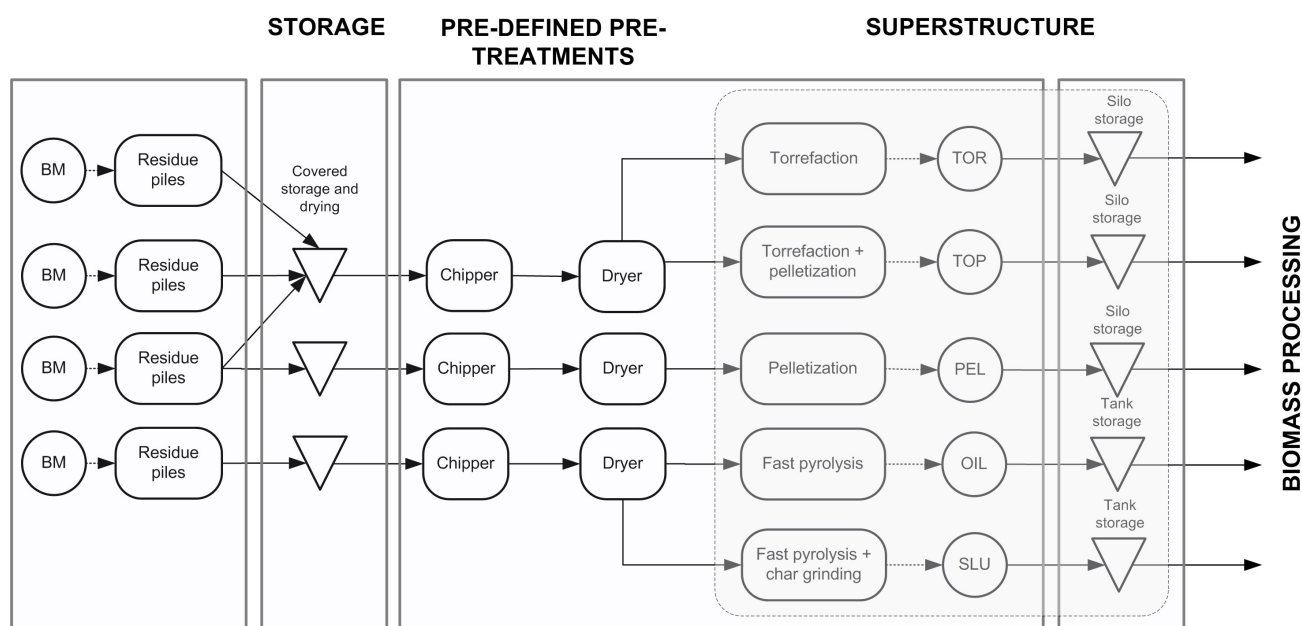 STORAGE
PRE-DEFINED PRE-
TREATMENTS
SUPERSTRUCTURE
BM
Residue
piles
BM
Residue
piles
BM
Residue
piles
BM
Residue
piles
Covered
storage and
drying
Chipper
Dryer
Chipper
Dryer
Chipper
Dryer
Torrefaction
TOR
Silo
storage
Torrefaction +
pelletization
TOP
Silo
storage
Pelletization
PEL
Silo
storage
Fast pyrolysis
OIL
Tank
storage
Fast pyrolysis +
char grinding
SLU
Tank
storage
BIOMASS PROCESSING